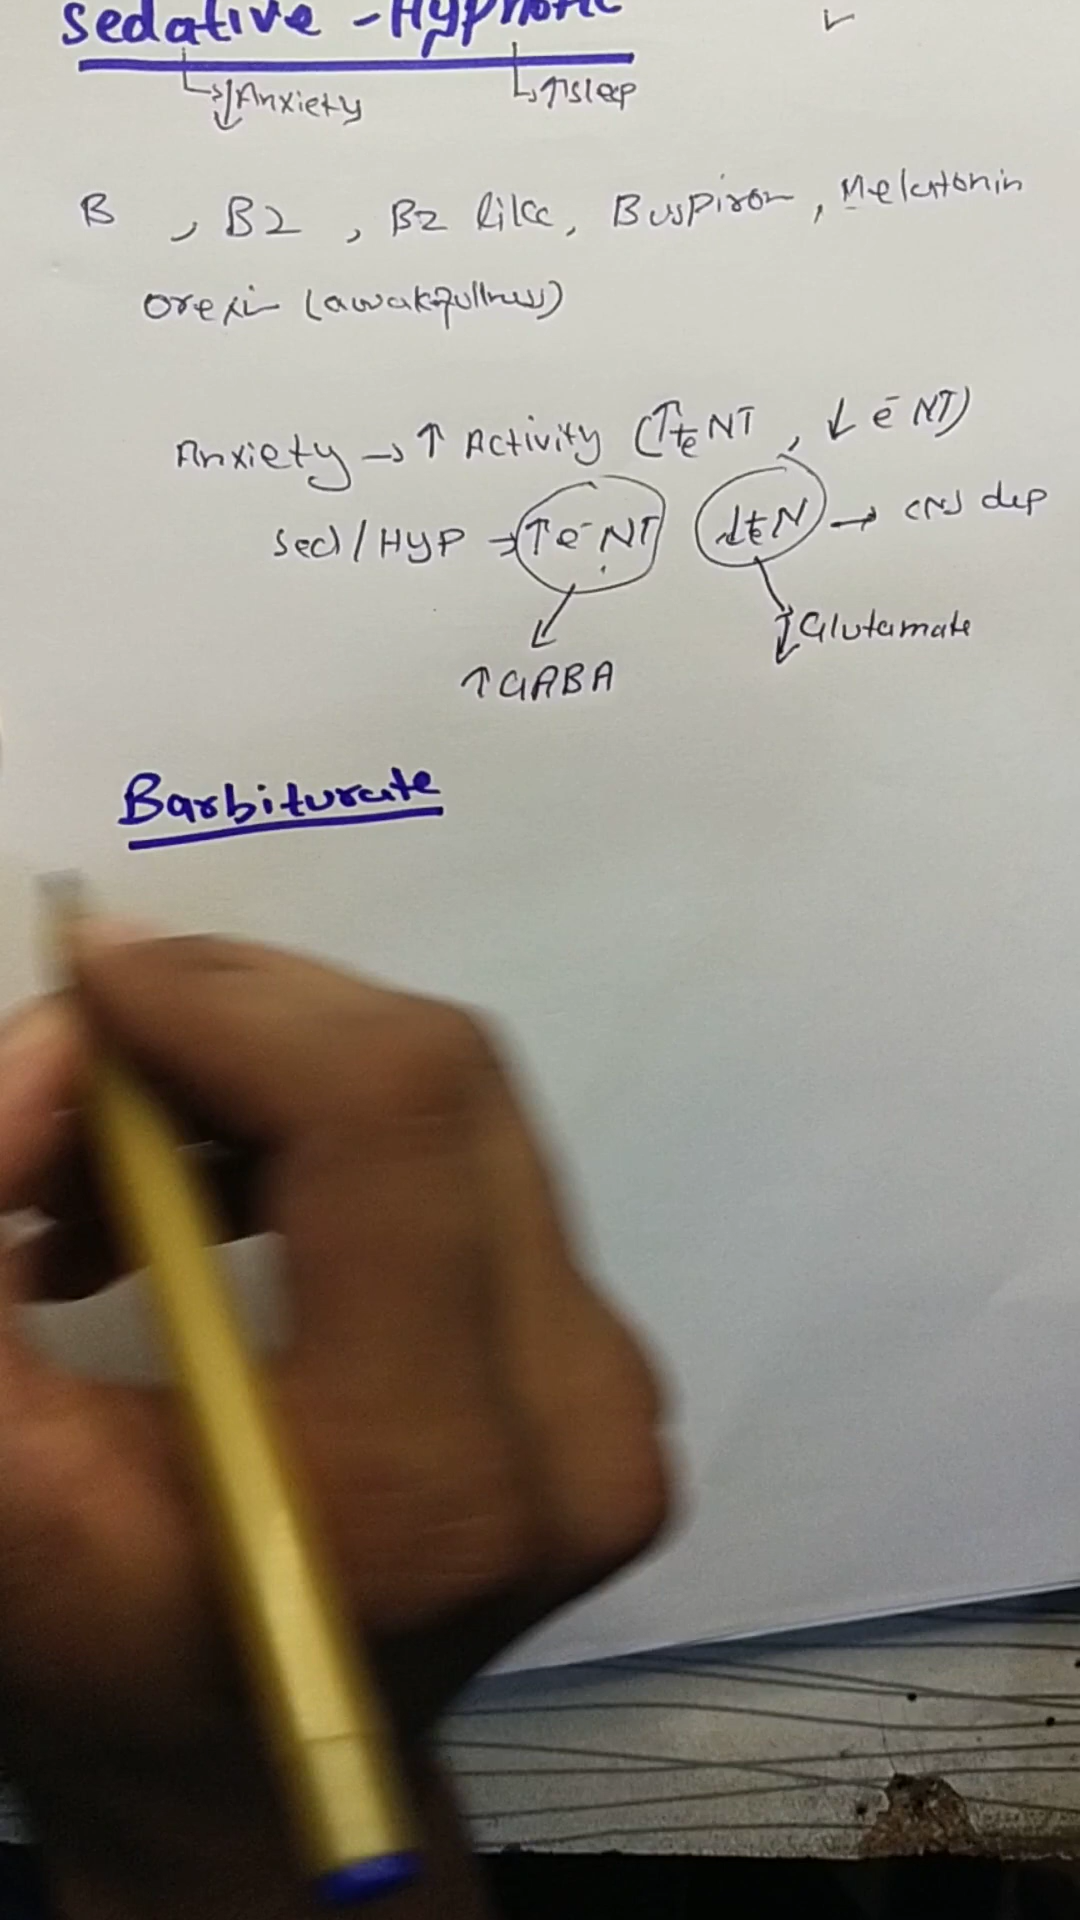 Sedative - Hypnotic
↳ ↓Anxiety ↳ ↑sleep
B , BZ , BZ like, Buspiron, Melatonin
Orexin (awakefullness)
Anxiety → ↑ Activity (↑+e NT , ↓ e⁻ NT)
Sed / Hyp → ↑e⁻ NT ↓+eN → CNS dep
↓Glutamate
↑GABA
Barbiturate